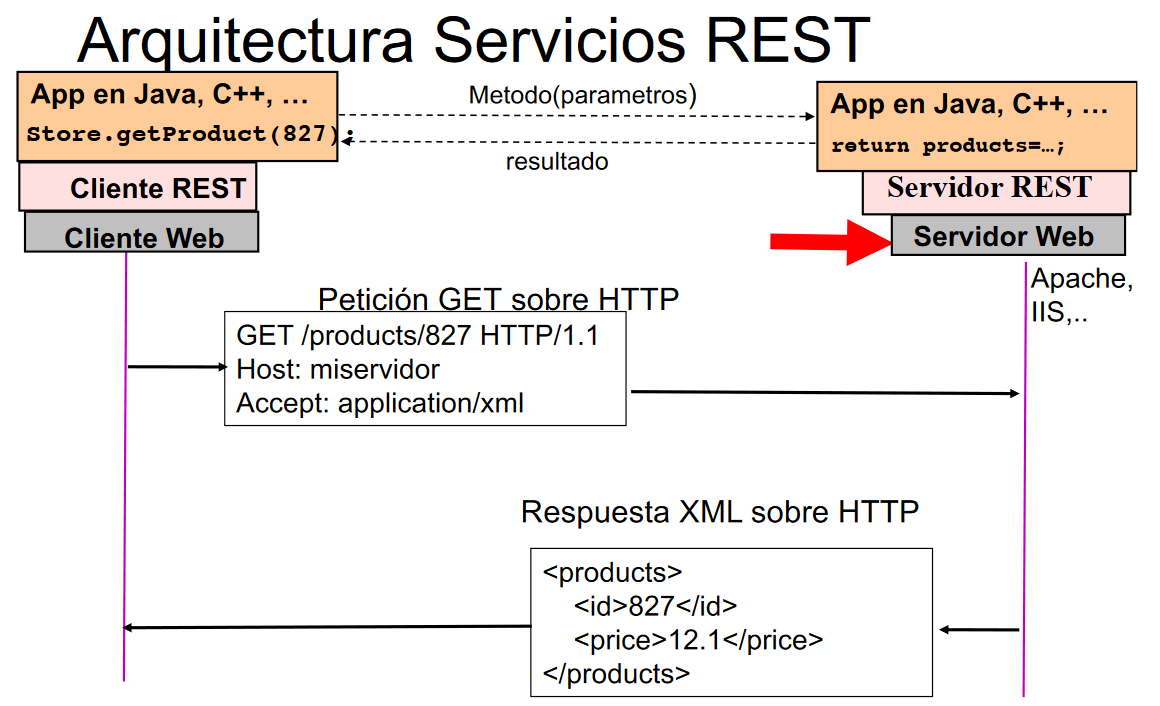 Arquitectura Servicios REST
App en Java, C++, …
Store.getProduct(827);
Cliente REST
Cliente Web
Metodo(parametros)
resultado
App en Java, C++, …
return products=…;
Servidor REST
Servidor Web
Apache,
IIS,..
Petición GET sobre HTTP
GET /products/827 HTTP/1.1
Host: miservidor
Accept: application/xml
Respuesta XML sobre HTTP
<products>
<id>827</id>
<price>12.1</price>
</products>